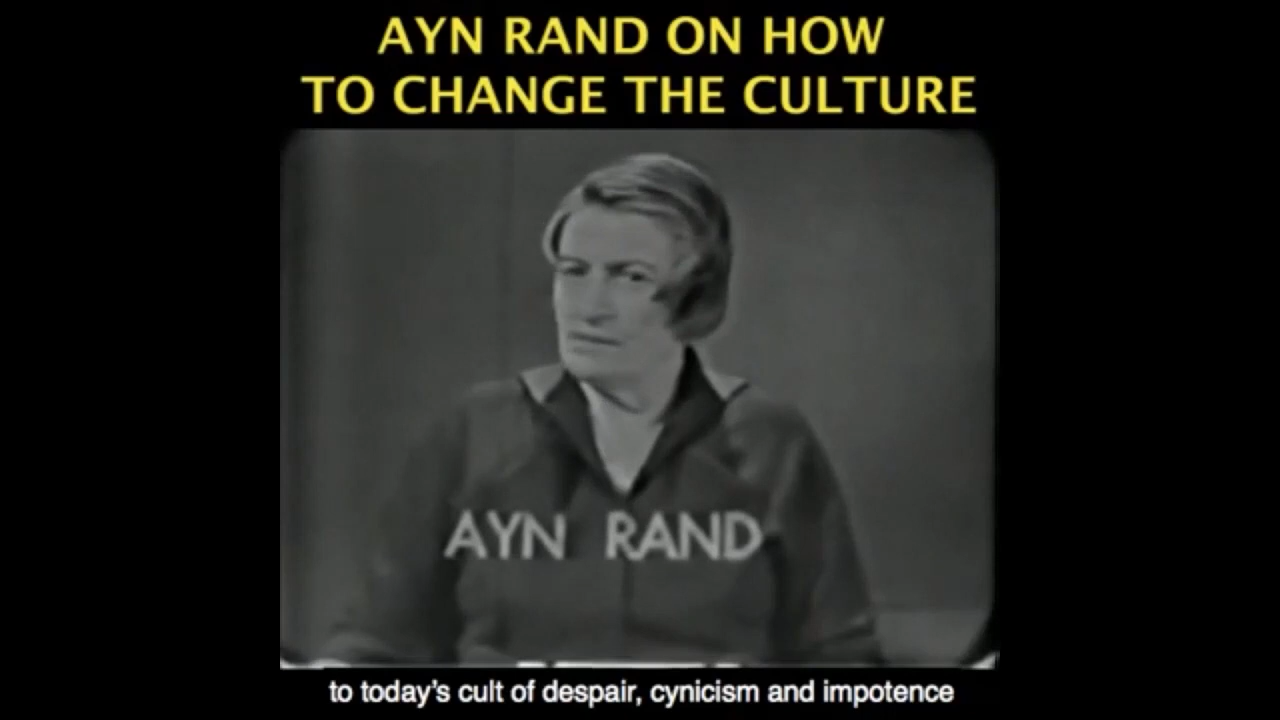 AYN RAND ON HOW
TO CHANGE THE CULTURE
AYN RAND
to today's cult of despair, cynicism and impotence